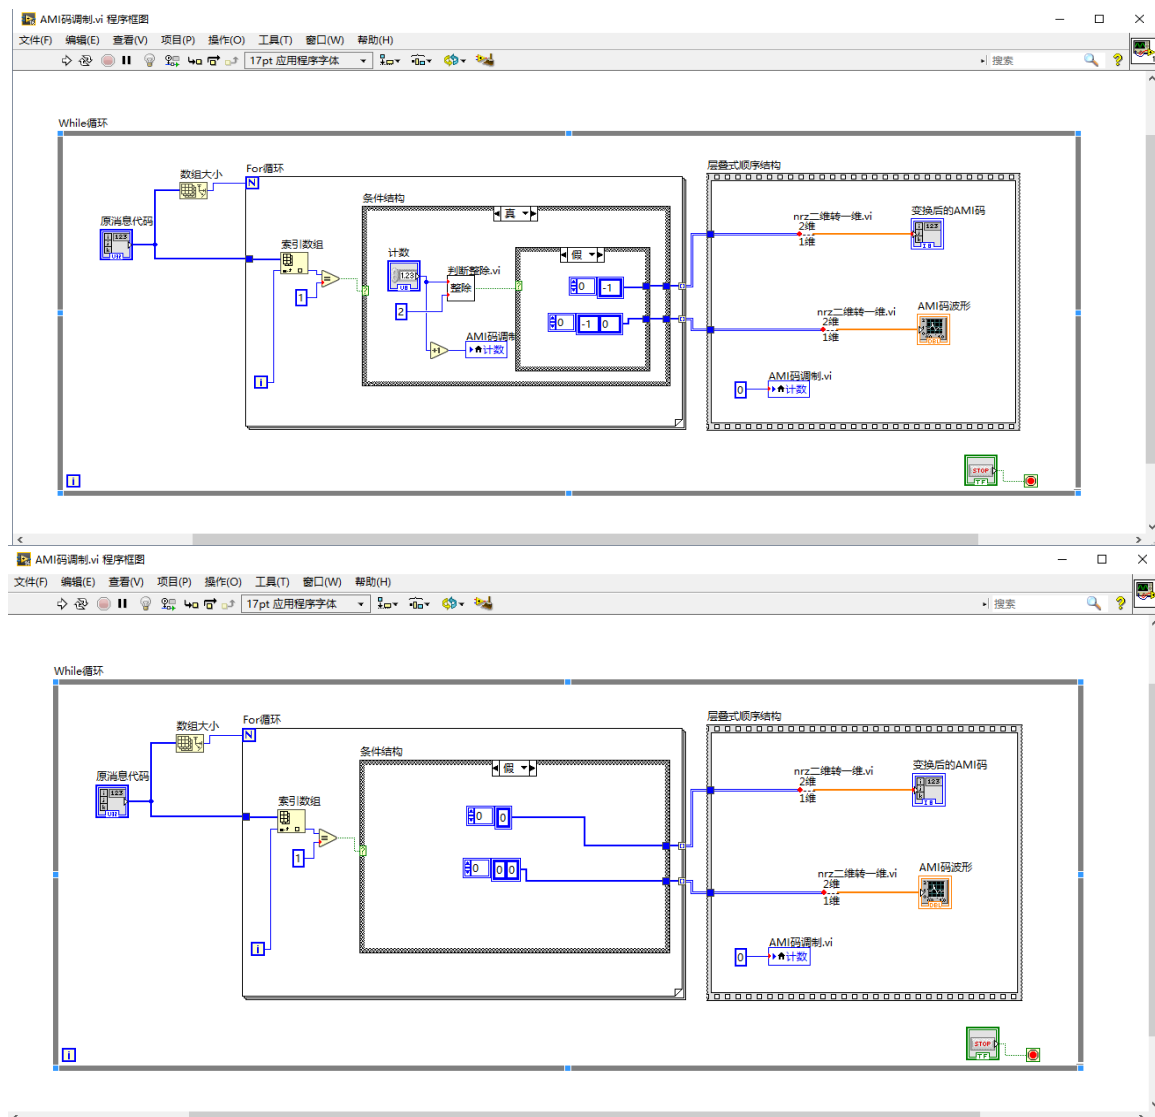 AMI码调制.vi 程序框图
文件(F) 编辑(E) 查看(V) 项目(P) 操作(O) 工具(T) 窗口(W) 帮助(H)
17pt 应用程序字体
搜索
While循环
数组大小
For循环
N
原消息代码
索引数组
1
i
条件结构
真
计数
1.23
2
判断整除.vi
整除
+1
AMI码调制
计数
假
0 -1
0 -1 0
层叠式顺序结构
nrz二维转一维.vi
2维
1维
变换后的AMI码
nrz二维转一维.vi
2维
1维
AMI码波形
AMI码调制.vi
0
计数
STOP
TF
i
AMI码调制.vi 程序框图
文件(F) 编辑(E) 查看(V) 项目(P) 操作(O) 工具(T) 窗口(W) 帮助(H)
17pt 应用程序字体
搜索
While循环
数组大小
For循环
N
原消息代码
索引数组
1
i
条件结构
假
0 0
0 0 0
层叠式顺序结构
nrz二维转一维.vi
2维
1维
变换后的AMI码
nrz二维转一维.vi
2维
1维
AMI码波形
AMI码调制.vi
0
计数
STOP
TF
i